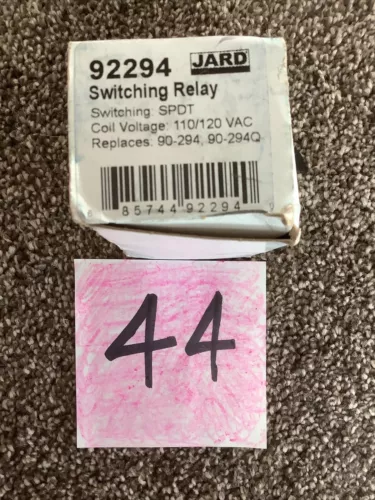 92294 JARD
Switching Relay
Switching: SPDT
Coil Voltage: 110/120 VAC
Replaces: 90-294, 90-294Q
85744 92294
44